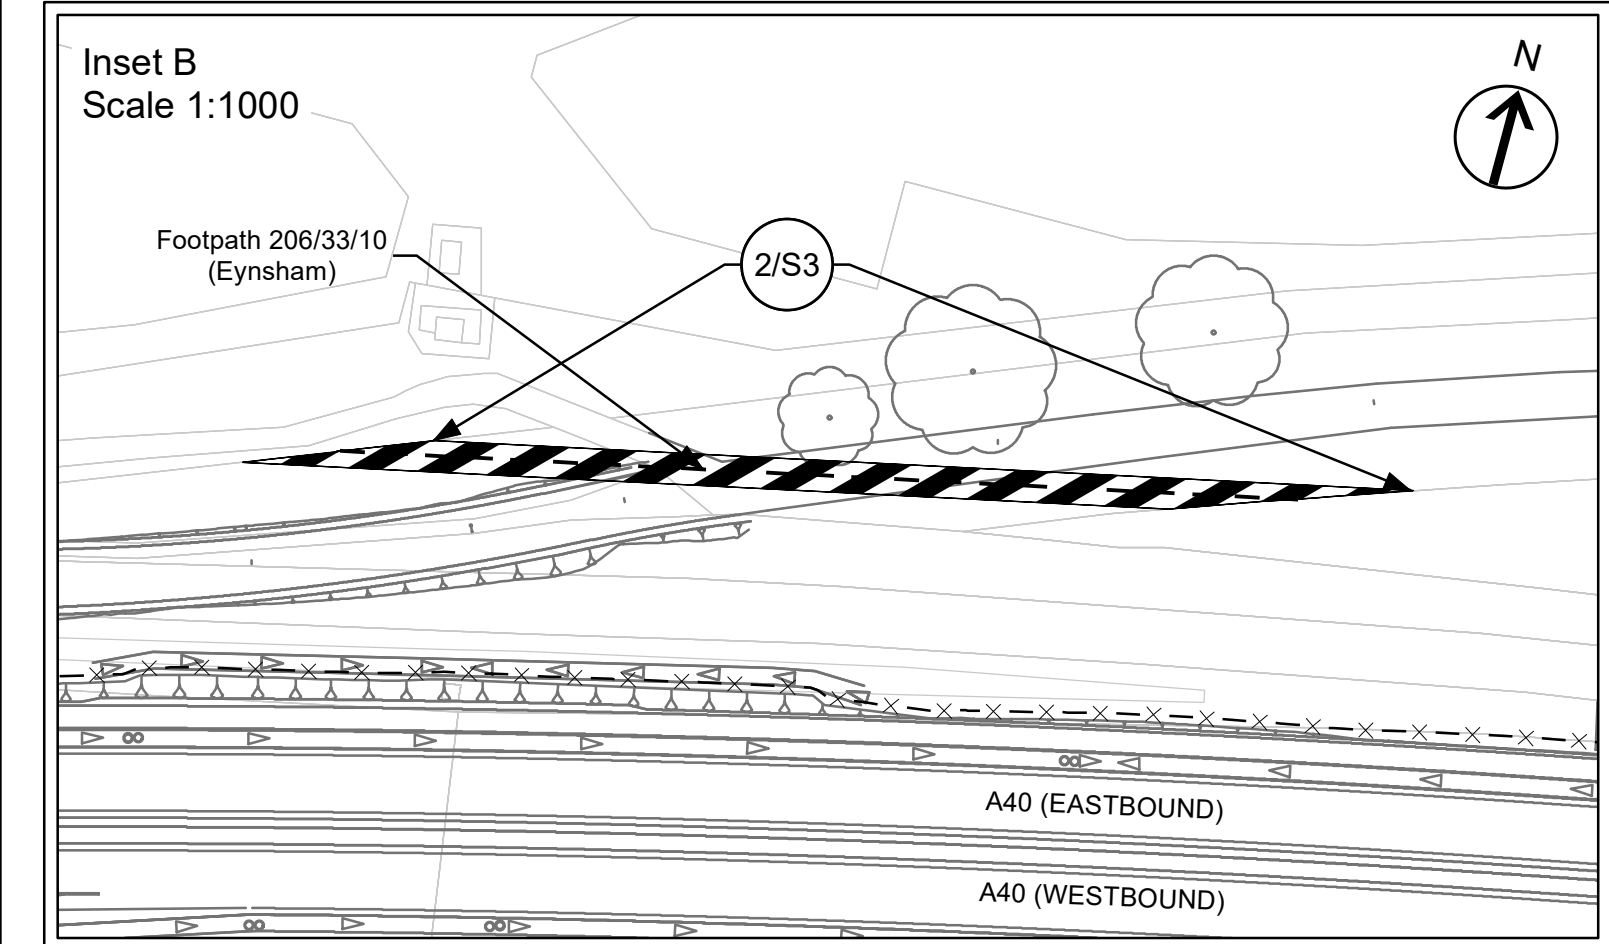 Inset B
Scale 1:1000
N
Footpath 206/33/10
(Eynsham)
2/S3
A40 (EASTBOUND)
A40 (WESTBOUND)